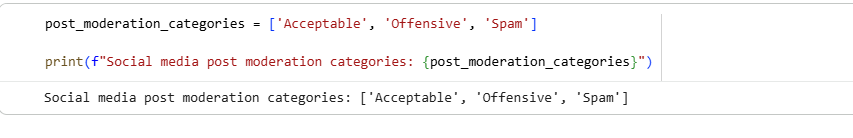 post_moderation_categories = ['Acceptable', 'Offensive', 'Spam']
print(f"Social media post moderation categories: {post_moderation_categories}")
Social media post moderation categories: ['Acceptable', 'Offensive', 'Spam']